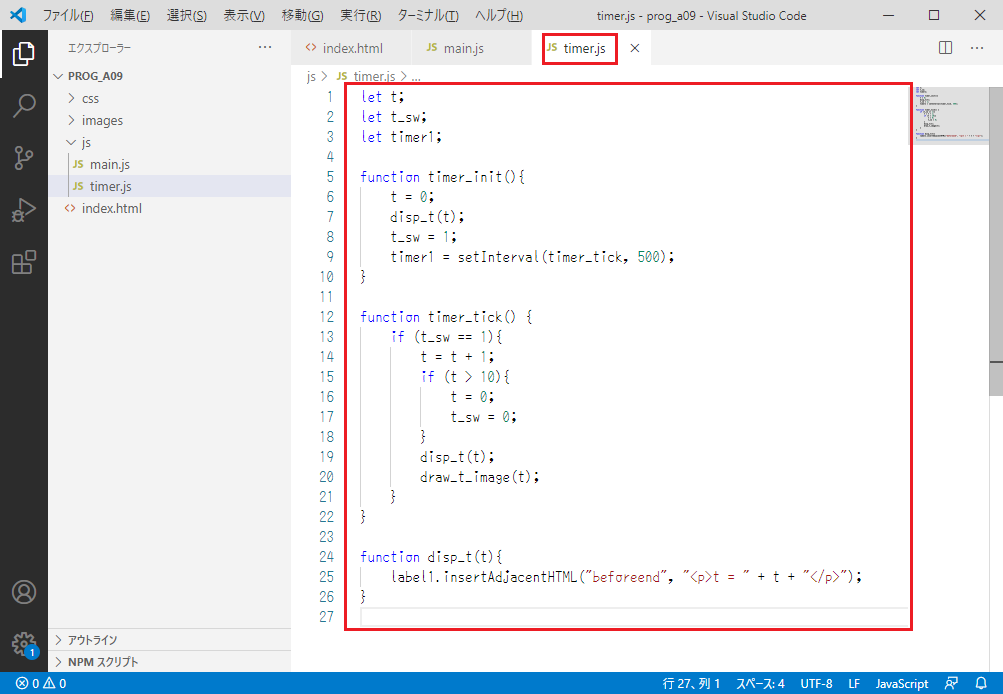 ファイル(F) 編集(E) 選択(S) 表示(V) 移動(G) 実行(R) ターミナル(T) ヘルプ(H) timer.js - prog_a09 - Visual Studio Code
エクスプローラー ...
PROG_A09
css
images
js
JS main.js
JS timer.js
<> index.html
アウトライン
NPM スクリプト
1
<> index.html JS main.js JS timer.js
js > JS timer.js > ...
1 let t;
2 let t_sw;
3 let timer1;
4
5 function timer_init(){
6     t = 0;
7     disp_t(t);
8     t_sw = 1;
9     timer1 = setInterval(timer_tick, 500);
10 }
11
12 function timer_tick() {
13     if (t_sw == 1){
14         t = t + 1;
15         if (t > 10){
16             t = 0;
17             t_sw = 0;
18         }
19         disp_t(t);
20         draw_t_image(t);
21     }
22 }
23
24 function disp_t(t){
25     label1.insertAdjacentHTML("beforeend", "<p>t = " + t + "</p>");
26 }
27
0 0 行 27、列 1 スペース: 4 UTF-8 LF JavaScript